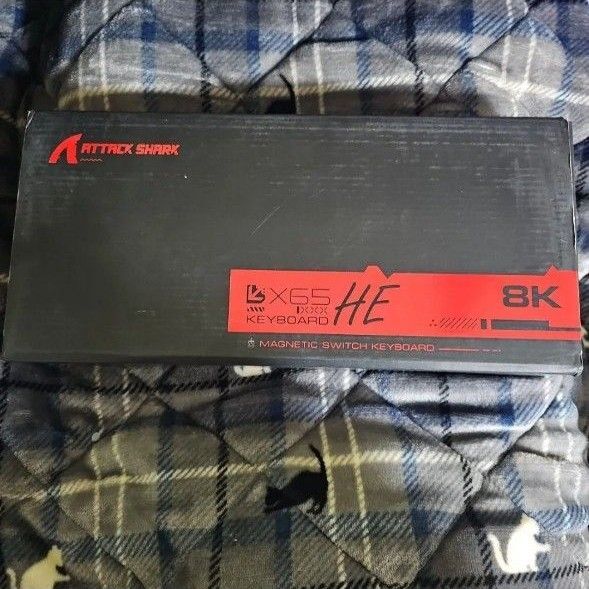 ATTACK SHARK
X65 HE
8K
KEYBOARD
MAGNETIC SWITCH KEYBOARD